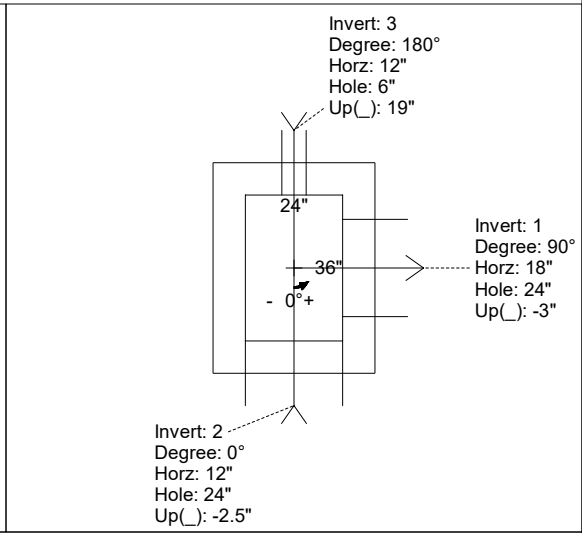 Invert: 3
Degree: 180°
Horz: 12"
Hole: 6"
Up(_): 19"
24"
36"
- 0°+
Invert: 1
Degree: 90°
Horz: 18"
Hole: 24"
Up(_): -3"
Invert: 2
Degree: 0°
Horz: 12"
Hole: 24"
Up(_): -2.5"